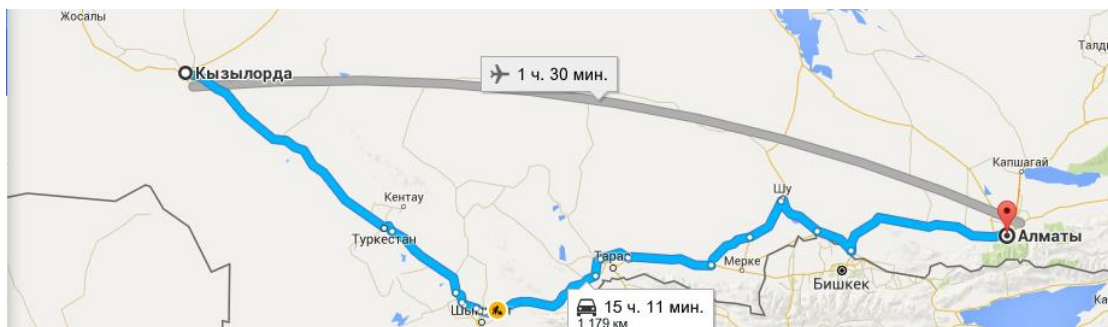 Жосалы
Кызылорда
1 ч. 30 мин.
Капшагай
Кентау
Шу
Туркестан
Алматы
Тараз
Мерке
Бишкек
15 ч. 11 мин.
1 179 км